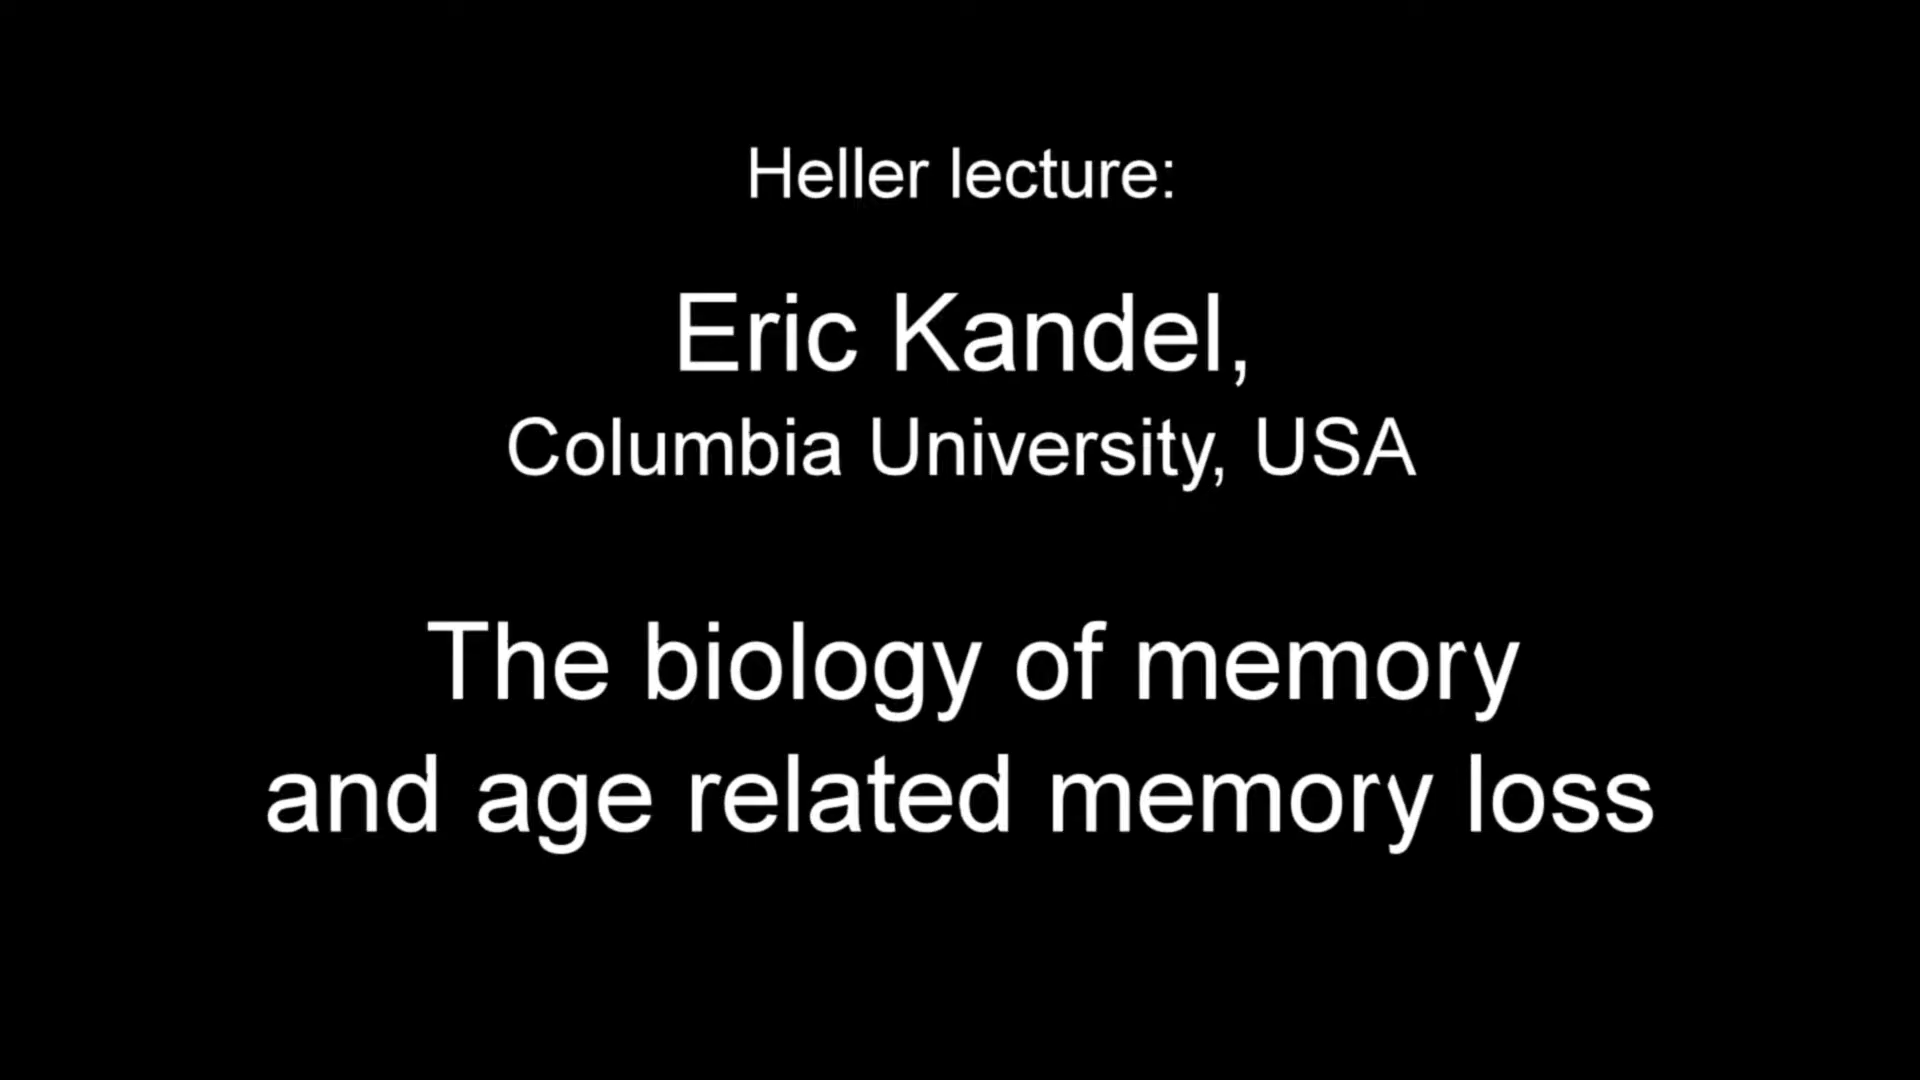 Heller lecture:
Eric Kandel,
Columbia University, USA
The biology of memory
and age related memory loss